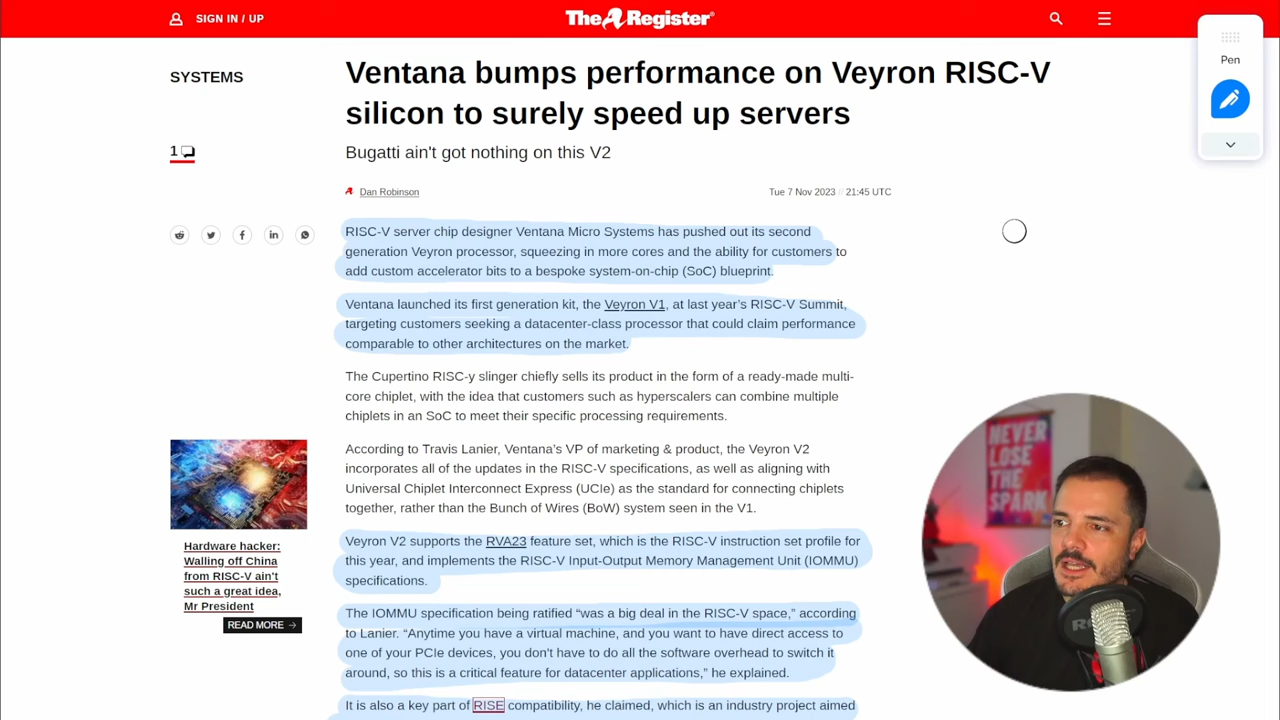 SIGN IN / UP
The Register®
Pen
SYSTEMS
Ventana bumps performance on Veyron RISC-V
silicon to surely speed up servers
1
Bugatti ain't got nothing on this V2
Dan Robinson
Tue 7 Nov 2023 // 21:45 UTC
RISC-V server chip designer Ventana Micro Systems has pushed out its second
generation Veyron processor, squeezing in more cores and the ability for customers to
add custom accelerator bits to a bespoke system-on-chip (SoC) blueprint.
Ventana launched its first generation kit, the Veyron V1, at last year's RISC-V Summit,
targeting customers seeking a datacenter-class processor that could claim performance
comparable to other architectures on the market.
The Cupertino RISC-y slinger chiefly sells its product in the form of a ready-made multi-
core chiplet, with the idea that customers such as hyperscalers can combine multiple
chiplets in an SoC to meet their specific processing requirements.
According to Travis Lanier, Ventana's VP of marketing & product, the Veyron V2
incorporates all of the updates in the RISC-V specifications, as well as aligning with
Universal Chiplet Interconnect Express (UCIe) as the standard for connecting chiplets
together, rather than the Bunch of Wires (BoW) system seen in the V1.
Veyron V2 supports the RVA23 feature set, which is the RISC-V instruction set profile for
this year, and implements the RISC-V Input-Output Memory Management Unit (IOMMU)
specifications.
The IOMMU specification being ratified “was a big deal in the RISC-V space,” according
to Lanier. “Anytime you have a virtual machine, and you want to have direct access to
one of your PCIe devices, you don't have to do all the software overhead to switch it
around, so this is a critical feature for datacenter applications,” he explained.
It is also a key part of RISE compatibility, he claimed, which is an industry project aimed
Hardware hacker:
Walling off China
from RISC-V ain't
such a great idea,
Mr President
READ MORE →
NEVER
LOSE
THE
SPARK